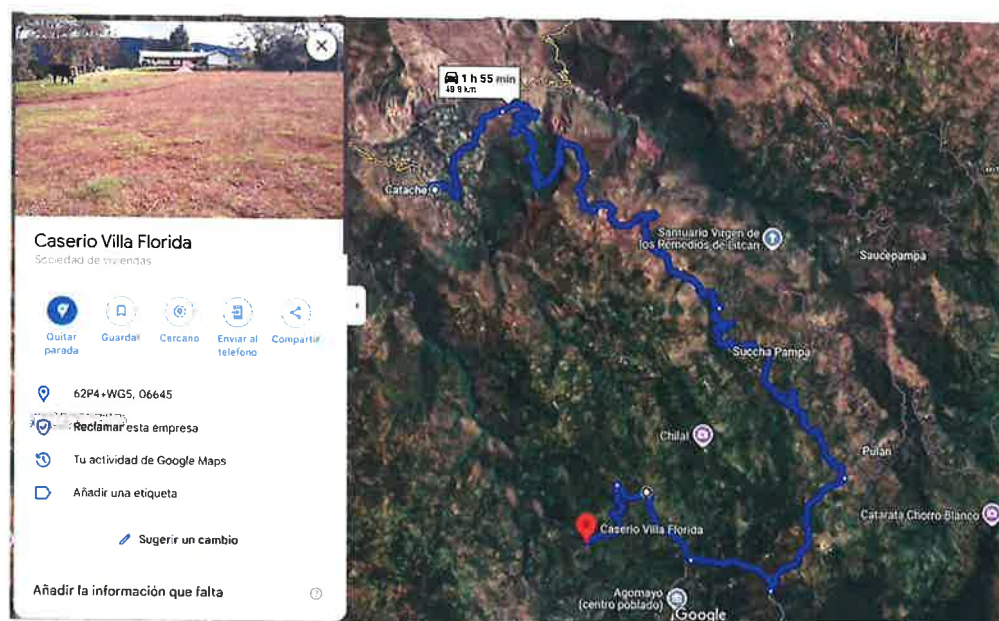 Caserio Villa Florida
Sociedad de viviendas
Quitar parada
Guardar
Cercano
Enviar al teléfono
Compartir
62P4+WG5, 06645
Reclamar esta empresa
Tu actividad de Google Maps
Añadir una etiqueta
Sugerir un cambio
Añadir la información que falta
1 h 55 min
49.9 km
Catache
Santuario Virgen de
los Remedios de Litcan
Saucepampa
Succha Pampa
Chilal
Pulán
Caserio Villa Florida
Catarata Chorro Blanco
Agomayo
(centro poblado)
Google